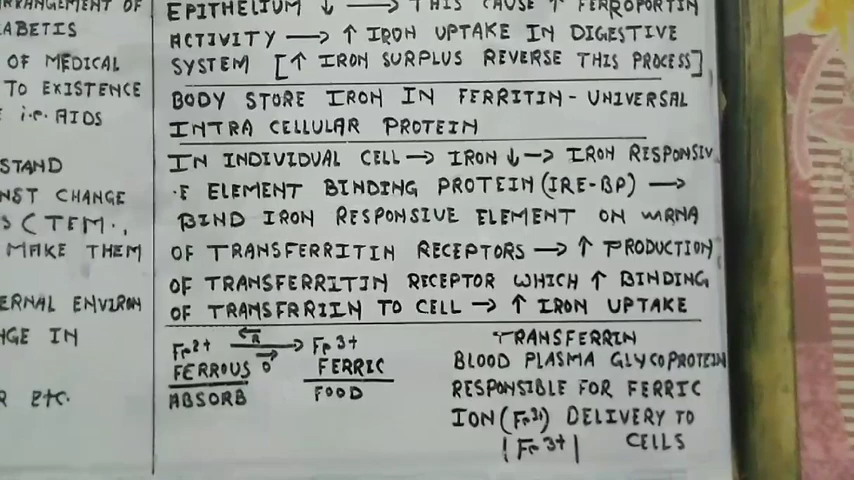 RRANGEMENT OF
ABETIS
OF MEDICAL
TO EXISTENCE
i.e. AIDS
STAND
NST CHANGE
S (TEM.,
MAKE THEM
ERNAL ENVIRON
NGE IN
R ETC.
EPITHELIUM ↓ → THIS CAUSE ↑ FERROPORTIN
ACTIVITY → ↑ IRON UPTAKE IN DIGESTIVE
SYSTEM [↑ IRON SURPLUS REVERSE THIS PROCESS]
BODY STORE IRON IN FERRITIN - UNIVERSAL
INTRA CELLULAR PROTEIN
IN INDIVIDUAL CELL → IRON ↓ → IRON RESPONSIV
·E ELEMENT BINDING PROTEIN (IRE-BP) →
BIND IRON RESPONSIVE ELEMENT ON mRNA
OF TRANSFERRITIN RECEPTORS → ↑ PRODUCTION
OF TRANSFERRITIN RECEPTOR WHICH ↑ BINDING
OF TRANSFRRIIN TO CELL → ↑ IRON UPTAKE
Fe2+ R Fe3+
FERROUS O FERRIC
ABSORB FOOD
TRANSFERRIN
BLOOD PLASMA GLYCOPROTEIN
RESPONSIBLE FOR FERRIC
ION (Fe3+) DELIVERY TO
|Fe3+| CELLS